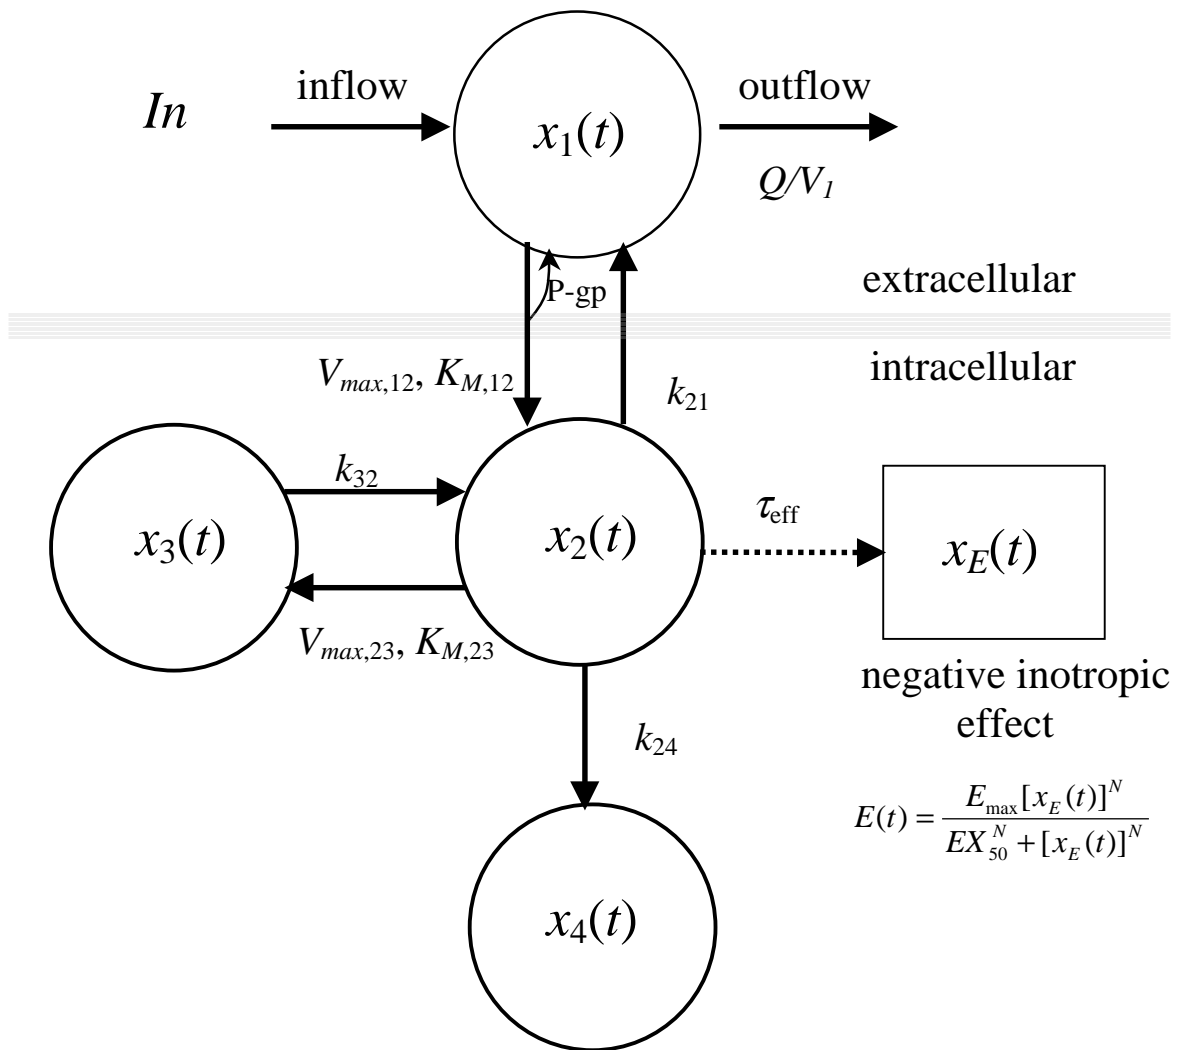 inflow
outflow
In
x₁(t)
Q/V₁
P-gp
extracellular
intracellular
Vmax,12, KM,12
k₂₁
k₃₂
τeff
x₃(t)
x₂(t)
xE(t)
Vmax,23, KM,23
negative inotropic
effect
k₂₄
E(t) = Emax[xE(t)]^N / EX₅₀^N + [xE(t)]^N
x₄(t)